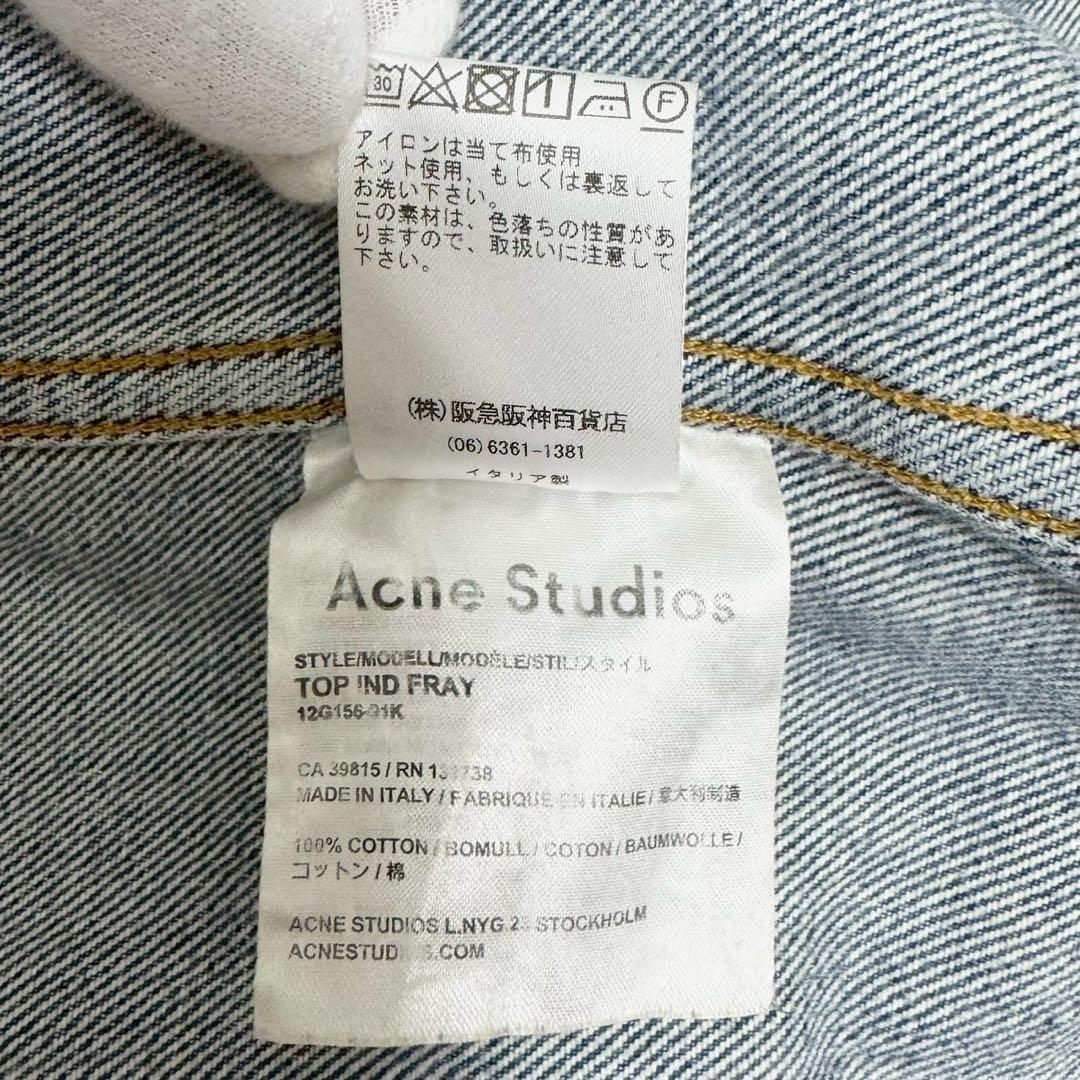 30
F
アイロンは当て布使用
ネット使用、もしくは裏返して
お洗い下さい。
この素材は、色落ちの性質があ
りますので、取扱いに注意して
下さい。
(株)阪急阪神百貨店
(06)6361-1381
イタリア製
Acne Studios
STYLE/MODELL/MODÈLE/STIL/スタイル
TOP IND FRAY
CA 39815 / RN
MADE IN ITALY / FABRIQUE EN ITALIE / 意大利制造
100% COTTON / BOMULL / COTON / BAUMWOLLE /
コットン / 棉
ACNE STUDIOS L.NYG. STOCKHOLM
ACNESTUDIOS.COM